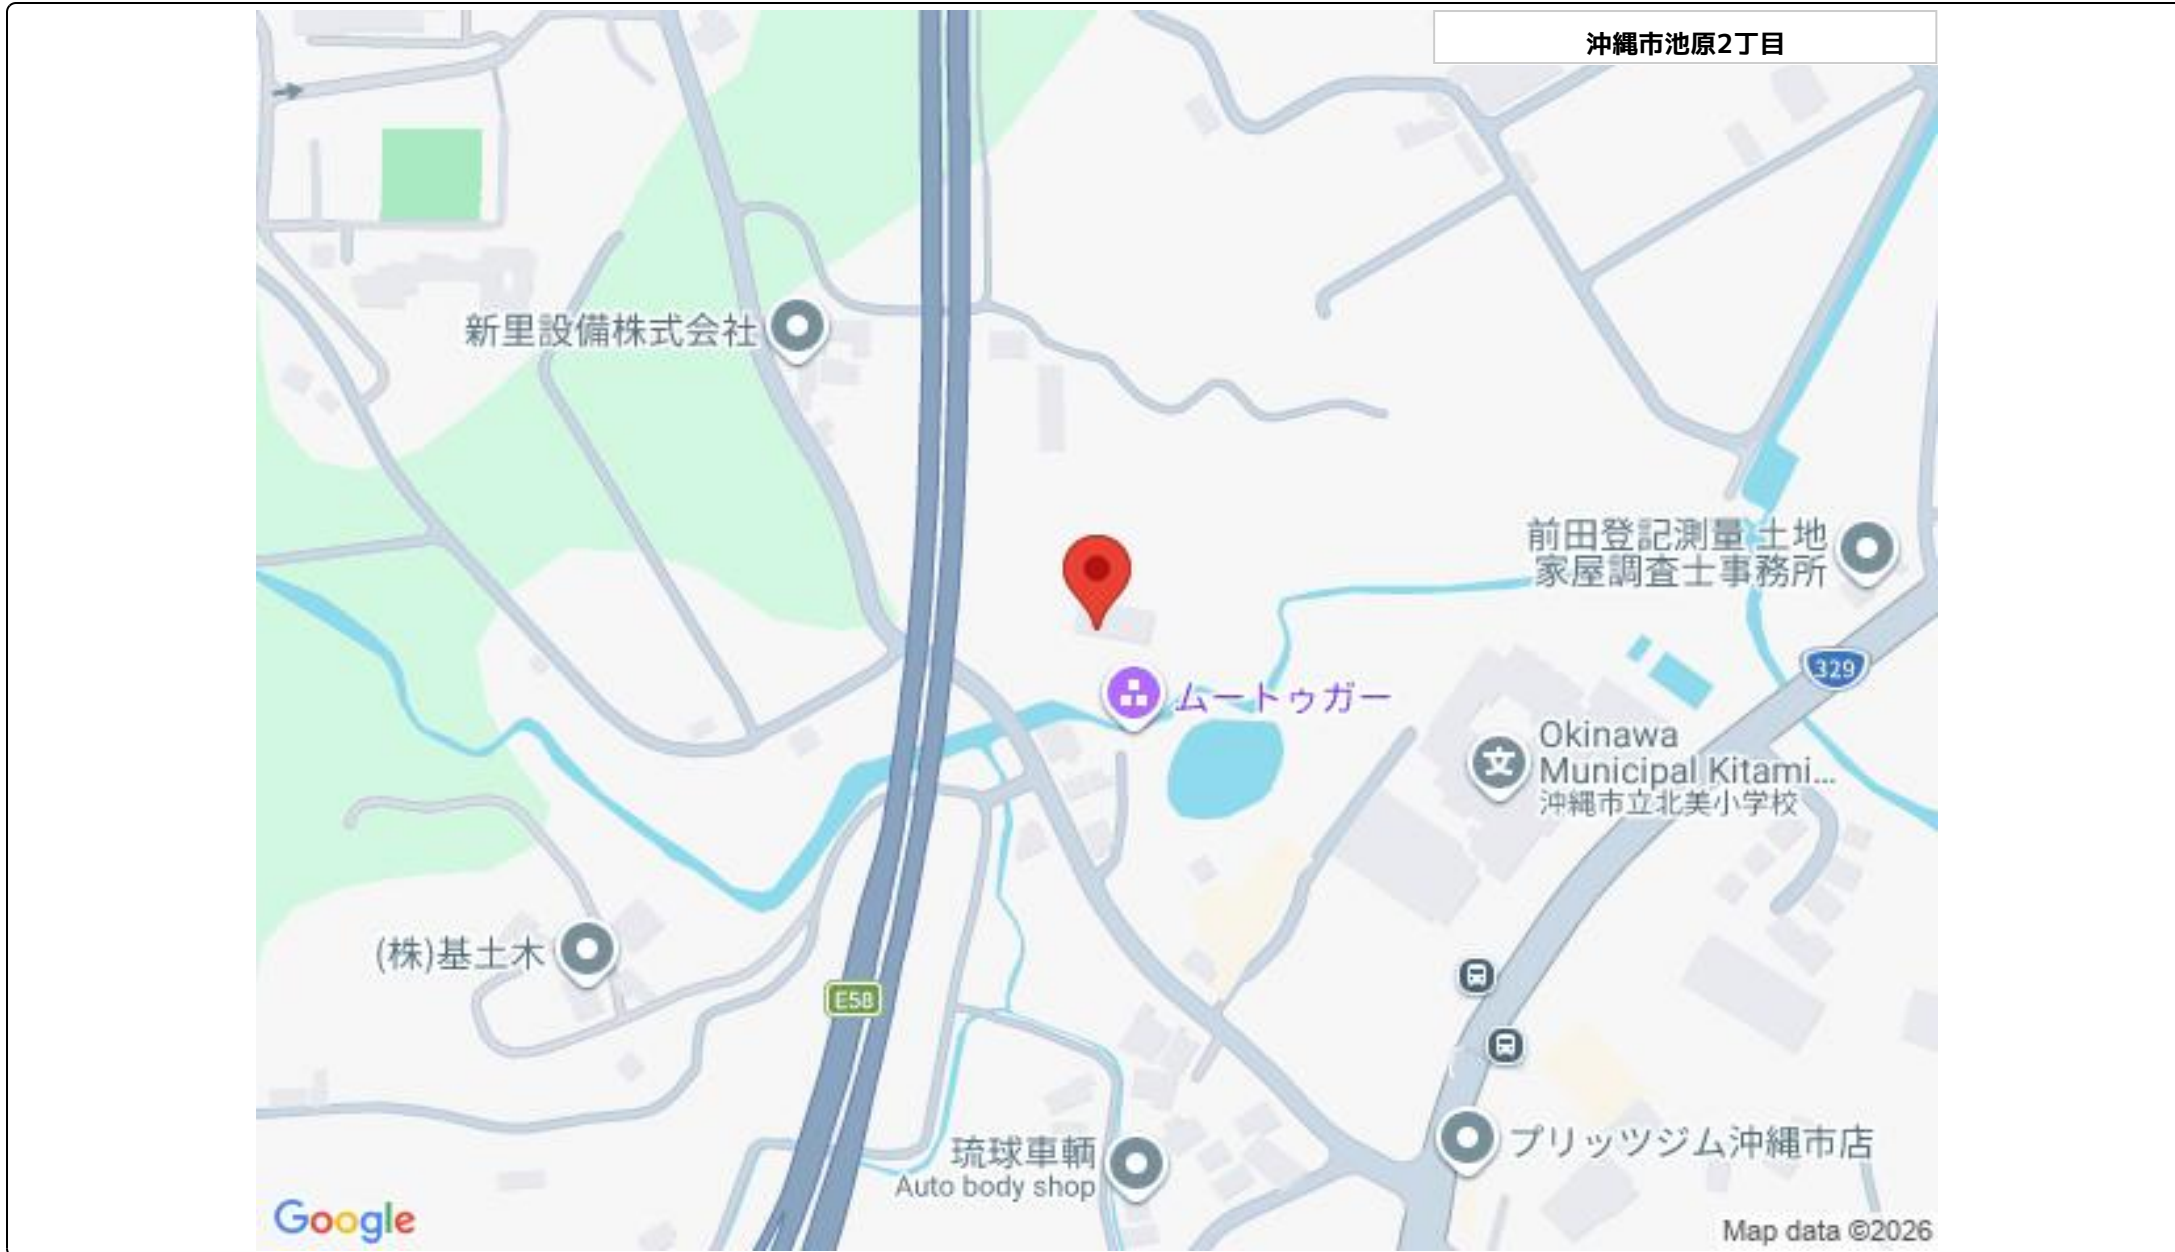 沖縄市池原2丁目
新里設備株式会社
前田登記測量 土地
家屋調査士事務所
329
ムートゥガー
Okinawa
Municipal Kitami...
沖縄市立北美小学校
文
(株)基土木
E58
プリッツジム沖縄市店
琉球車輌
Auto body shop
Google
Map data ©2026